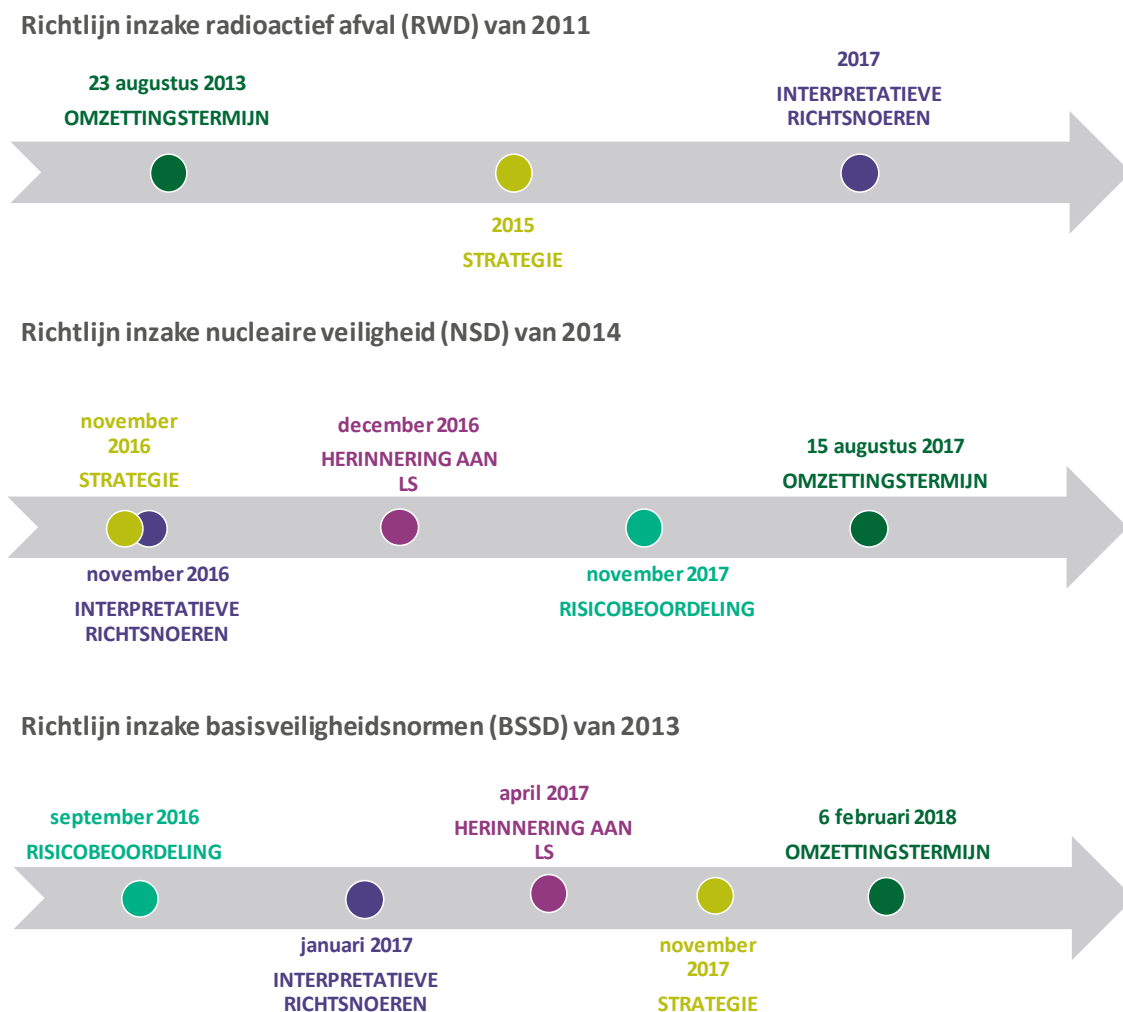 Richtlijn inzake radioactief afval (RWD) van 2011
23 augustus 2013
OMZETTINGSTERMIJN
2017
INTERPRETATIEVE
RICHTSNOEREN
2015
STRATEGIE
Richtlijn inzake nucleaire veiligheid (NSD) van 2014
november
2016
STRATEGIE
december 2016
HERINNERING AAN
LS
15 augustus 2017
OMZETTINGSTERMIJN
november 2016
INTERPRETATIEVE
RICHTSNOEREN
november 2017
RISICOBEOORDELING
Richtlijn inzake basisveiligheidsnormen (BSSD) van 2013
september 2016
RISICOBEOORDELING
april 2017
HERINNERING AAN
LS
6 februari 2018
OMZETTINGSTERMIJN
januari 2017
INTERPRETATIEVE
RICHTSNOEREN
november
2017
STRATEGIE